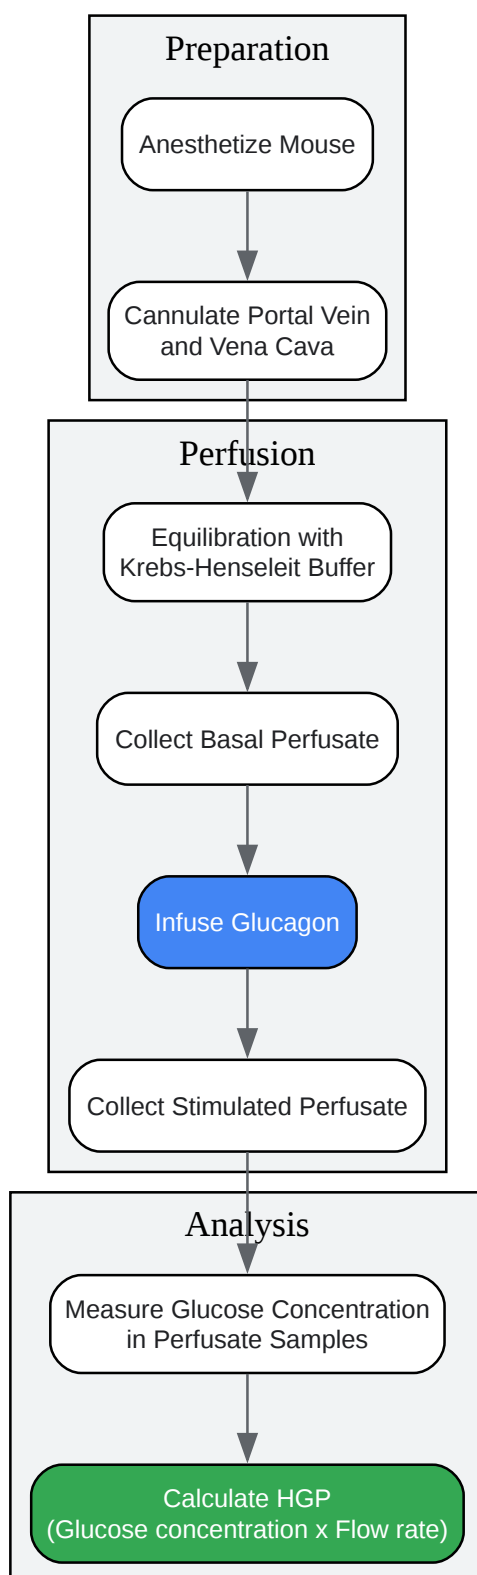 Preparation
Anesthetize Mouse
Cannulate Portal Vein
and Vena Cava
Perfusion
Equilibration with
Krebs-Henseleit Buffer
Collect Basal Perfusate
Infuse Glucagon
Collect Stimulated Perfusate
Analysis
Measure Glucose Concentration
in Perfusate Samples
Calculate HGP
(Glucose concentration x Flow rate)